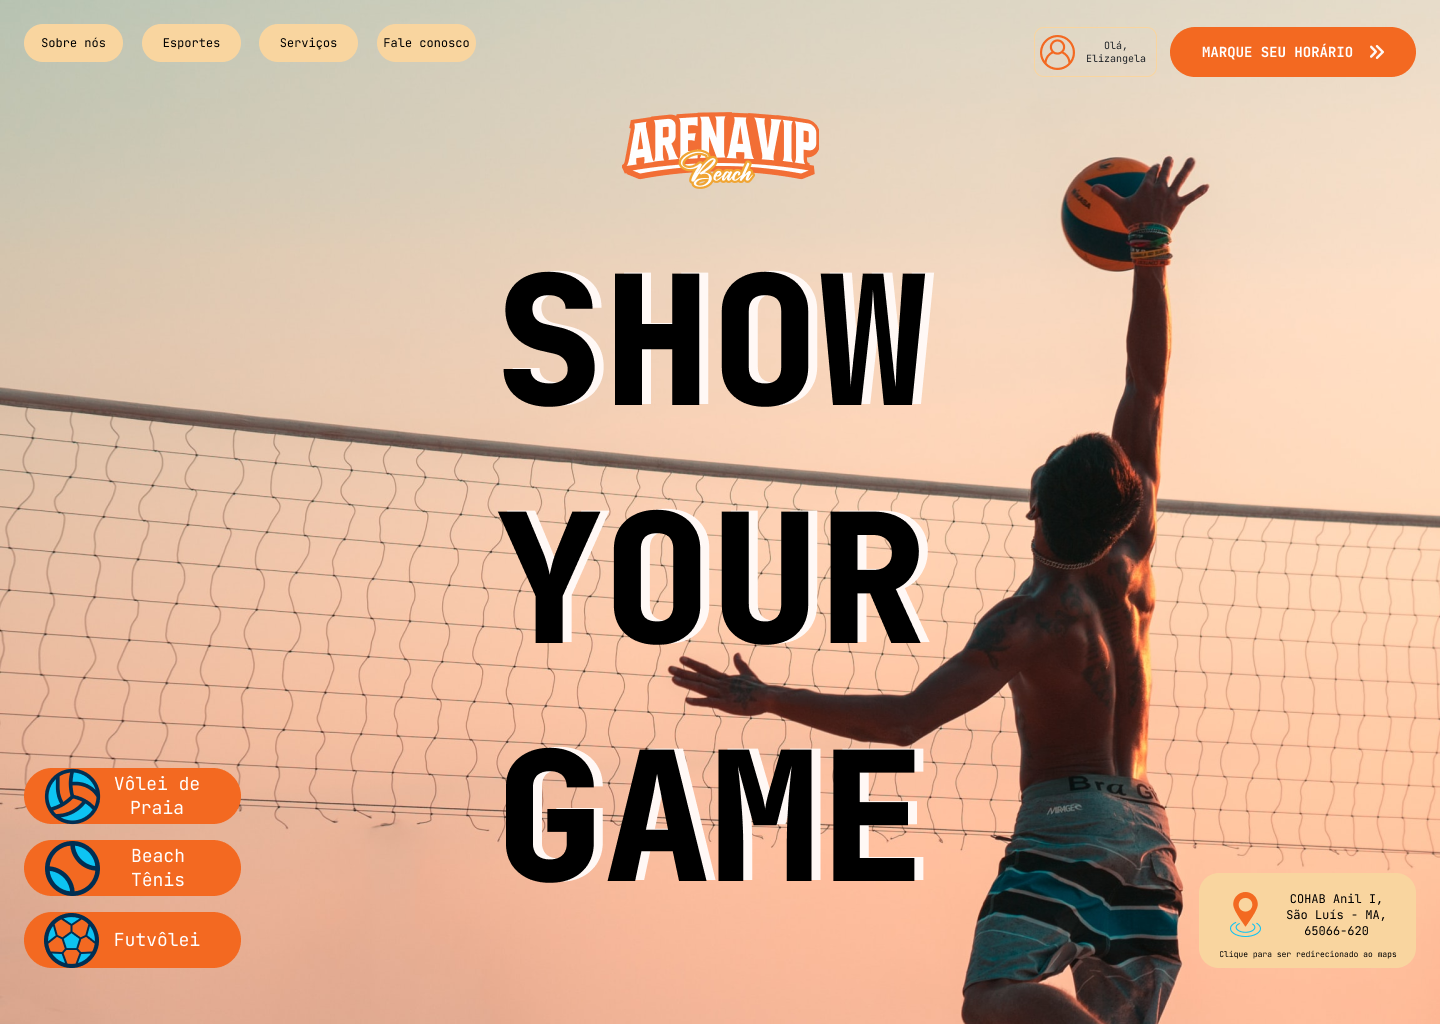 Sobre nós
Esportes
Serviços
Fale conosco
Olá,
Elizangela
MARQUE SEU HORÁRIO
ARENAVIP
Beach
SHOW
YOUR
GAME
MIRAGE
Vôlei de
Praia
Beach
Tênis
Futvôlei
COHAB Anil I,
São Luís - MA,
65066-620
Clique para ser redirecionado ao maps